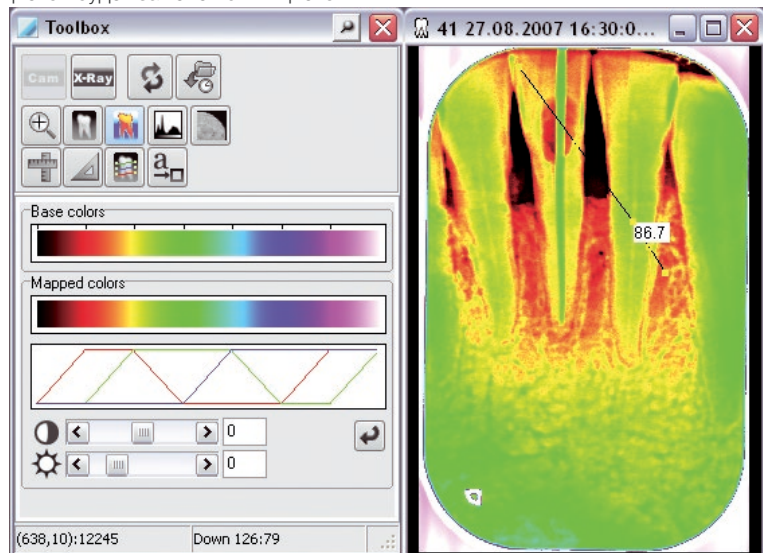 Toolbox
41 27.08.2007 16:30:0...
Cam
X-Ray
a
Base colors
Mapped colors
0
0
(638,10):12245
Down 126:79
86.7